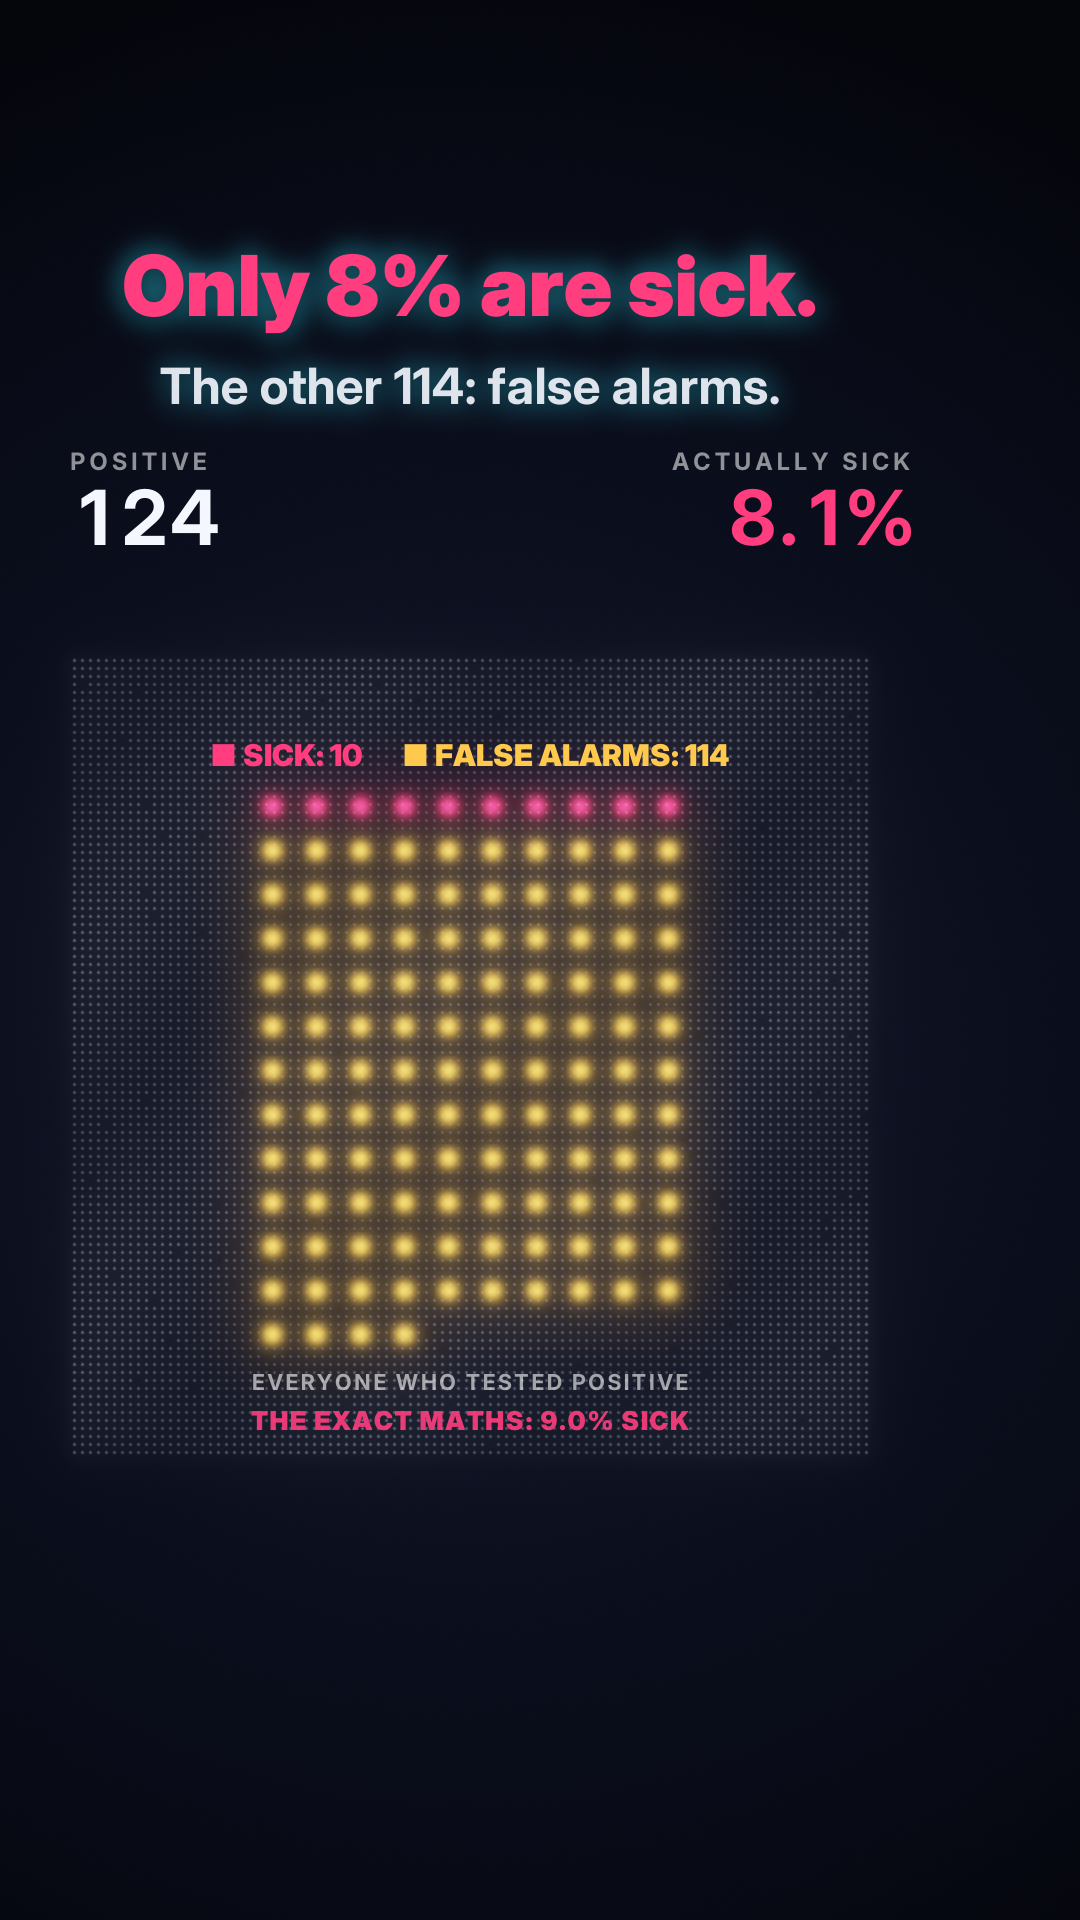 Only 8% are sick.
The other 114: false alarms.
POSITIVE
124
ACTUALLY SICK
8.1%
SICK: 10
FALSE ALARMS: 114
EVERYONE WHO TESTED POSITIVE
THE EXACT MATHS: 9.0% SICK